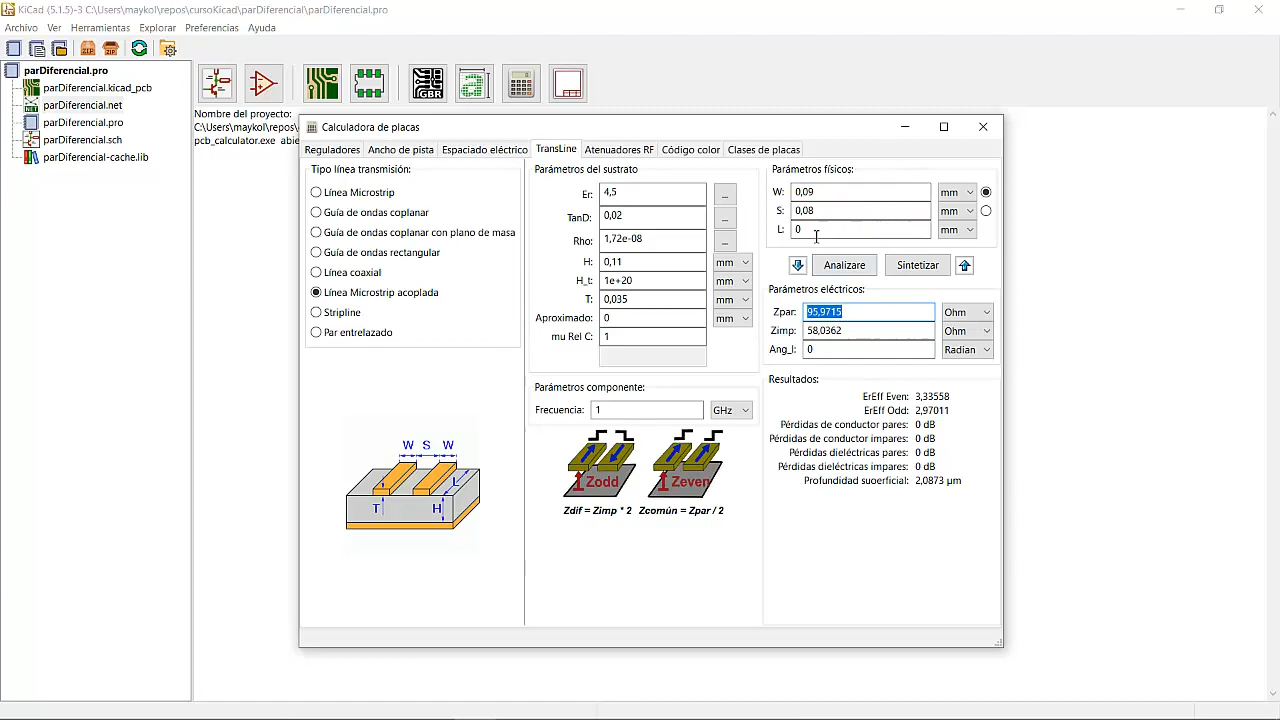 KiCad (5.1.5)-3 C:\Users\maykol\repos\cursoKicad\parDiferencial\parDiferencial.pro
Archivo Ver Herramientas Explorar Preferencias Ayuda
parDiferencial.pro
parDiferencial.kicad_pcb
parDiferencial.net
parDiferencial.pro
parDiferencial.sch
parDiferencial-cache.lib
ZIP ZIP
GBR
Nombre del proyecto:
C:\Users\maykol\repos\
pcb_calculator.exe abie
Calculadora de placas
Reguladores Ancho de pista Espaciado eléctrico TransLine Atenuadores RF Código color Clases de placas
Tipo línea transmisión:
Línea Microstrip
Guía de ondas coplanar
Guía de ondas coplanar con plano de masa
Guía de ondas rectangular
Línea coaxial
Línea Microstrip acoplada
Stripline
Par entrelazado
W S W
L
T H
Parámetros del sustrato
Er: 4,5 ...
TanD: 0,02 ...
Rho: 1,72e-08 ...
H: 0,11 mm
H_t: 1e+20 mm
T: 0,035 mm
Aproximado: 0 mm
mu Rel C: 1
Parámetros componente:
Frecuencia: 1 GHz
Zodd Zeven
Zdif = Zimp * 2 Zcomún = Zpar / 2
Parámetros físicos:
W: 0,09 mm
S: 0,08 mm
L: 0 mm
Analizare Sintetizar
Parámetros eléctricos:
Zpar: 95,9715 Ohm
Zimp: 58,0362 Ohm
Ang_l: 0 Radian
Resultados:
ErEff Even: 3,33558
ErEff Odd: 2,97011
Pérdidas de conductor pares: 0 dB
Pérdidas de conductor impares: 0 dB
Pérdidas dieléctricas pares: 0 dB
Pérdidas dieléctricas impares: 0 dB
Profundidad suoerficial: 2,0873 µm